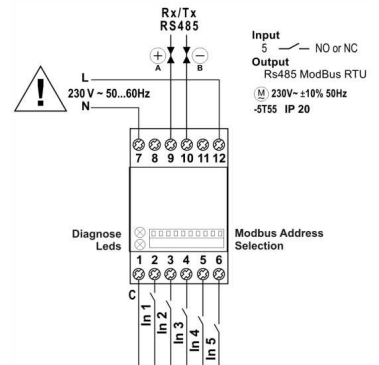 Rx/Tx
RS485
+ −
A B
Input
5 NO or NC
Output
Rs485 ModBus RTU
M 230V~ ±10% 50Hz
-5T55 IP 20
L
230 V ~ 50...60Hz
N
7 8 9 10 11 12
Diagnose
Leds
Modbus Address
Selection
1 2 3 4 5 6
C
In 1
In 2
In 3
In 4
In 5